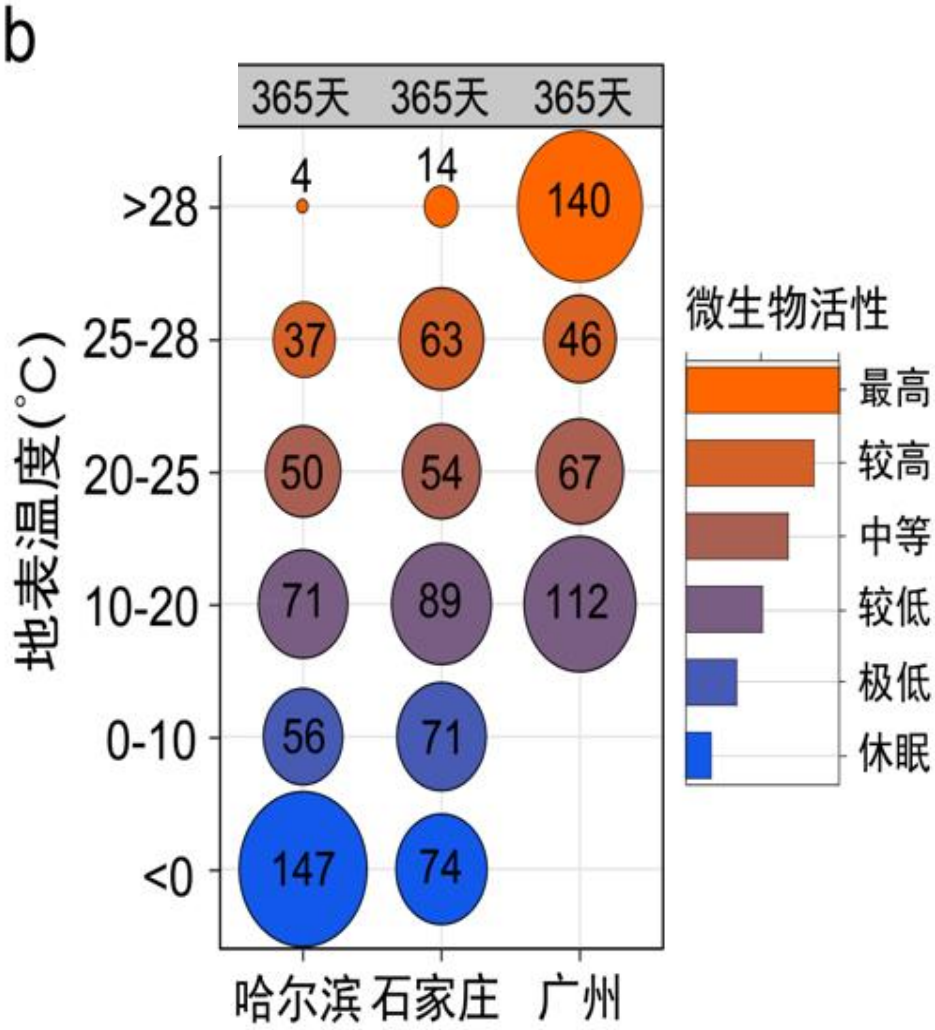 b
365天 365天 365天
>28 4 14 140
25-28 37 63 46
20-25 50 54 67
10-20 71 89 112
0-10 56 71
<0 147 74
哈尔滨 石家庄 广州
地表温度(°C)
微生物活性
最高
较高
中等
较低
极低
休眠